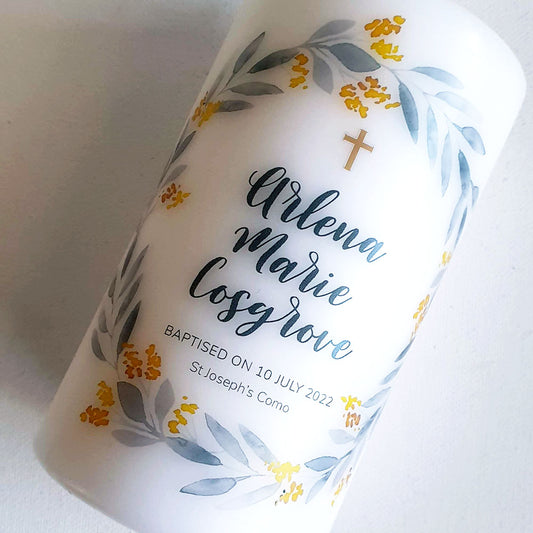 Arlena
Marie
Cosgrove
BAPTISED ON 10 JULY 2022
St Joseph's Como